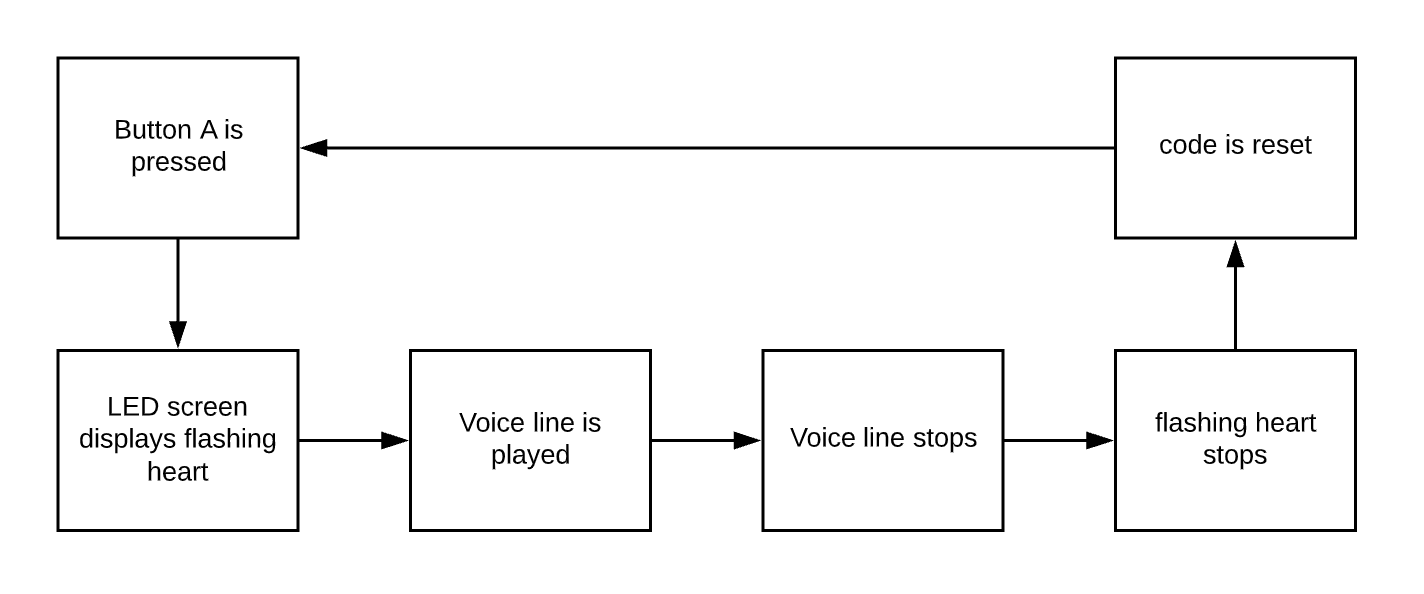 Button A is
pressed
code is reset
LED screen
displays flashing
heart
Voice line is
played
Voice line stops
flashing heart
stops